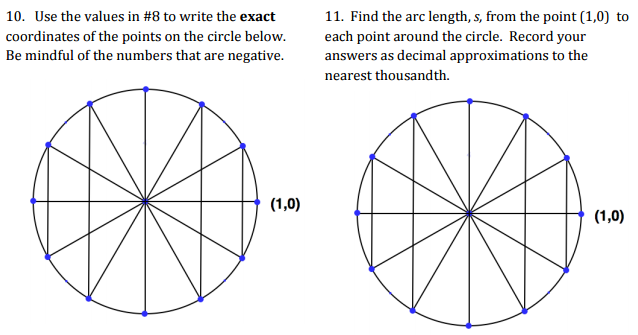 10. Use the values in #8 to write the exact
coordinates of the points on the circle below.
Be mindful of the numbers that are negative.
(1,0)
11. Find the arc length, s, from the point (1,0) to
each point around the circle. Record your
answers as decimal approximations to the
nearest thousandth.
(1,0)